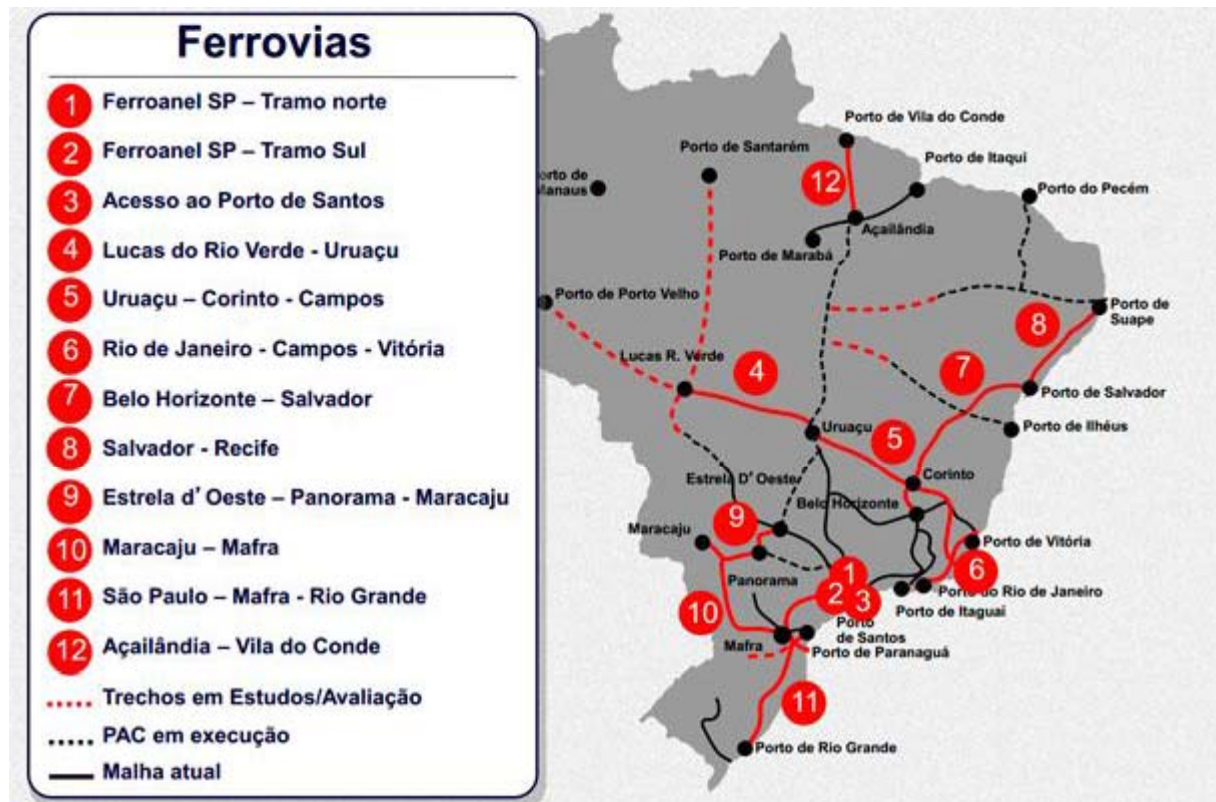 Ferrovias
1 Ferroanel SP – Tramo norte
2 Ferroanel SP – Tramo Sul
3 Acesso ao Porto de Santos
4 Lucas do Rio Verde - Uruaçu
5 Uruaçu – Corinto - Campos
6 Rio de Janeiro - Campos - Vitória
7 Belo Horizonte – Salvador
8 Salvador - Recife
9 Estrela d’Oeste – Panorama - Maracaju
10 Maracaju – Mafra
11 São Paulo – Mafra - Rio Grande
12 Açailândia – Vila do Conde
Trechos em Estudos/Avaliação
PAC em execução
Malha atual
Porto de Vila do Conde
Porto de Santarém
Porto de Itaqui
orto de
anaus
12
Porto do Pecém
Açailândia
Porto de Marabá
Porto de Porto Velho
Porto de
Suape
8
Lucas R. Verde
4
7
Porto de Salvador
Uruaçu
5
Porto de Ilhéus
Estrela D’Oeste
Corinto
Belo Horizonte
9
Maracaju
Porto de Vitória
Panorama
1
6
2
3
Porto do Rio de Janeiro
10
Porto de Itaguaí
Porto
de Santos
Mafra
Porto de Paranaguá
11
Porto de Rio Grande